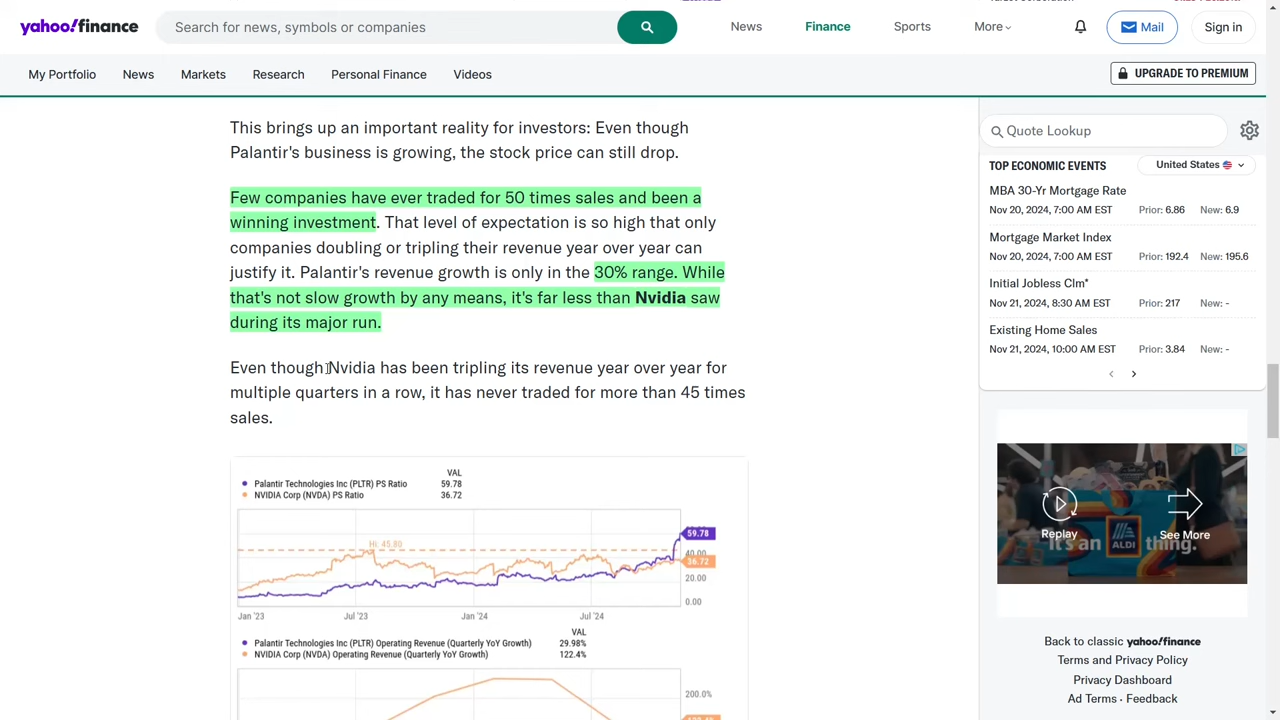 yahoo!finance
Search for news, symbols or companies
News
Finance
Sports
More
Mail
Sign in
My Portfolio
News
Markets
Research
Personal Finance
Videos
UPGRADE TO PREMIUM
This brings up an important reality for investors: Even though
Palantir's business is growing, the stock price can still drop.
Few companies have ever traded for 50 times sales and been a
winning investment. That level of expectation is so high that only
companies doubling or tripling their revenue year over year can
justify it. Palantir's revenue growth is only in the 30% range. While
that's not slow growth by any means, it's far less than Nvidia saw
during its major run.
Even though Nvidia has been tripling its revenue year over year for
multiple quarters in a row, it has never traded for more than 45 times
sales.
VAL
Palantir Technologies Inc (PLTR) PS Ratio 59.78
NVIDIA Corp (NVDA) PS Ratio 36.72
Hi: 45.80
59.78
40.00
36.72
20.00
0.00
Jan '23 Jul '23 Jan '24 Jul '24
VAL
Palantir Technologies Inc (PLTR) Operating Revenue (Quarterly YoY Growth) 29.98%
NVIDIA Corp (NVDA) Operating Revenue (Quarterly YoY Growth) 122.4%
200.0%
Quote Lookup
TOP ECONOMIC EVENTS
United States
MBA 30-Yr Mortgage Rate
Nov 20, 2024, 7:00 AM EST Prior: 6.86 New: 6.9
Mortgage Market Index
Nov 20, 2024, 7:00 AM EST Prior: 192.4 New: 195.6
Initial Jobless Clm*
Nov 21, 2024, 8:30 AM EST Prior: 217 New: -
Existing Home Sales
Nov 21, 2024, 10:00 AM EST Prior: 3.84 New: -
Replay
See More
It's an ALDI thing.
Back to classic yahoo!finance
Terms and Privacy Policy
Privacy Dashboard
Ad Terms · Feedback